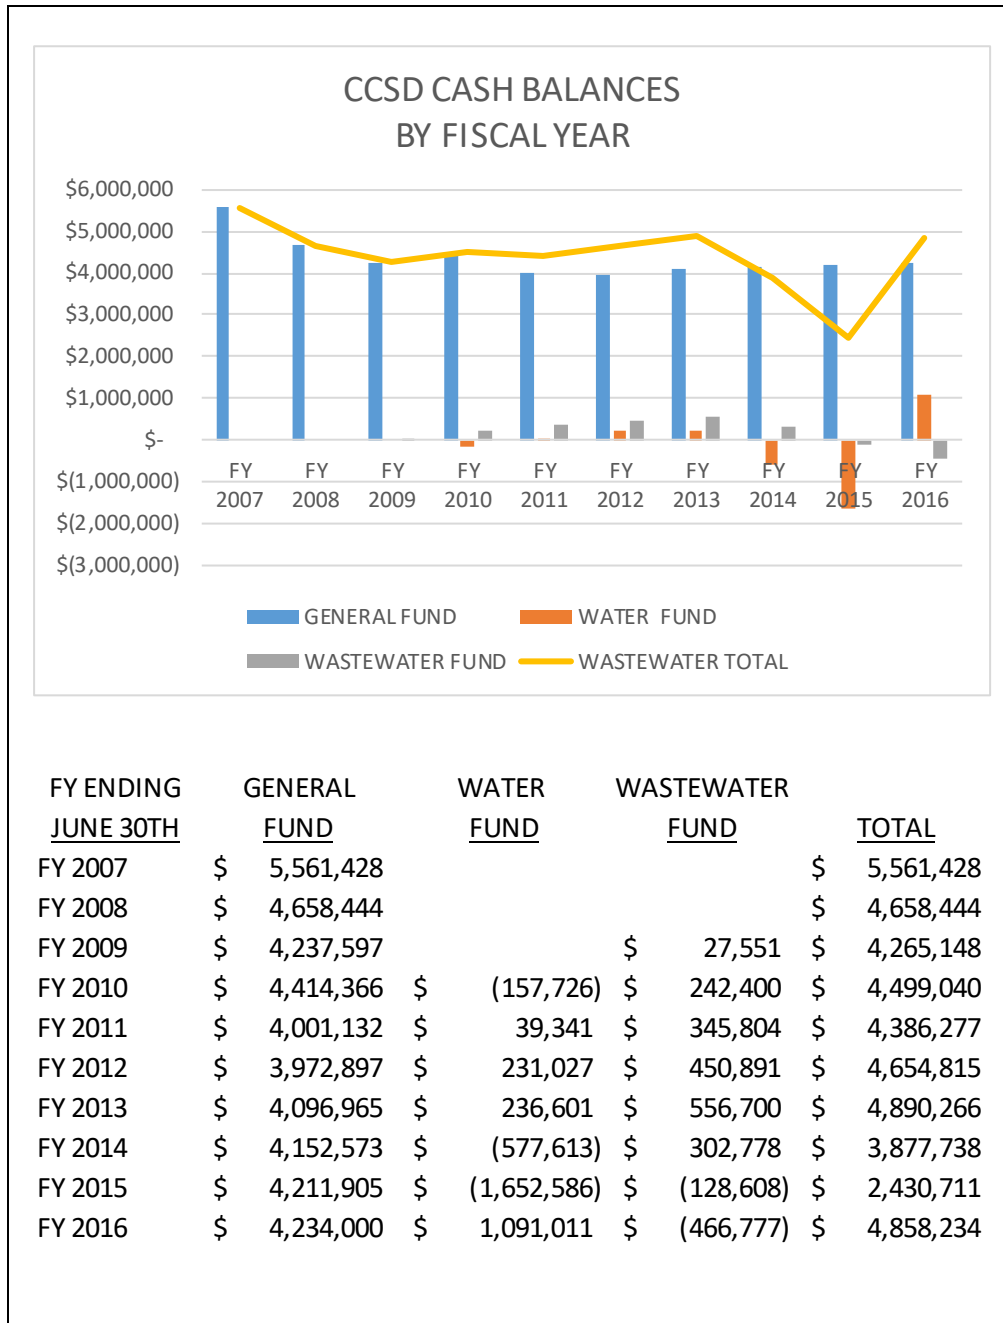 CCSD CASH BALANCES
BY FISCAL YEAR
$6,000,000
$5,000,000
$4,000,000
$3,000,000
$2,000,000
$1,000,000
$-
$(1,000,000)
$(2,000,000)
$(3,000,000)
FY FY FY FY FY FY FY FY FY FY
2007 2008 2009 2010 2011 2012 2013 2014 2015 2016
GENERAL FUND WATER FUND
WASTEWATER FUND WASTEWATER TOTAL
FY ENDING GENERAL WATER WASTEWATER
JUNE 30TH FUND FUND FUND TOTAL
FY 2007 $ 5,561,428 $ 5,561,428
FY 2008 $ 4,658,444 $ 4,658,444
FY 2009 $ 4,237,597 $ 27,551 $ 4,265,148
FY 2010 $ 4,414,366 $ (157,726) $ 242,400 $ 4,499,040
FY 2011 $ 4,001,132 $ 39,341 $ 345,804 $ 4,386,277
FY 2012 $ 3,972,897 $ 231,027 $ 450,891 $ 4,654,815
FY 2013 $ 4,096,965 $ 236,601 $ 556,700 $ 4,890,266
FY 2014 $ 4,152,573 $ (577,613) $ 302,778 $ 3,877,738
FY 2015 $ 4,211,905 $ (1,652,586) $ (128,608) $ 2,430,711
FY 2016 $ 4,234,000 $ 1,091,011 $ (466,777) $ 4,858,234